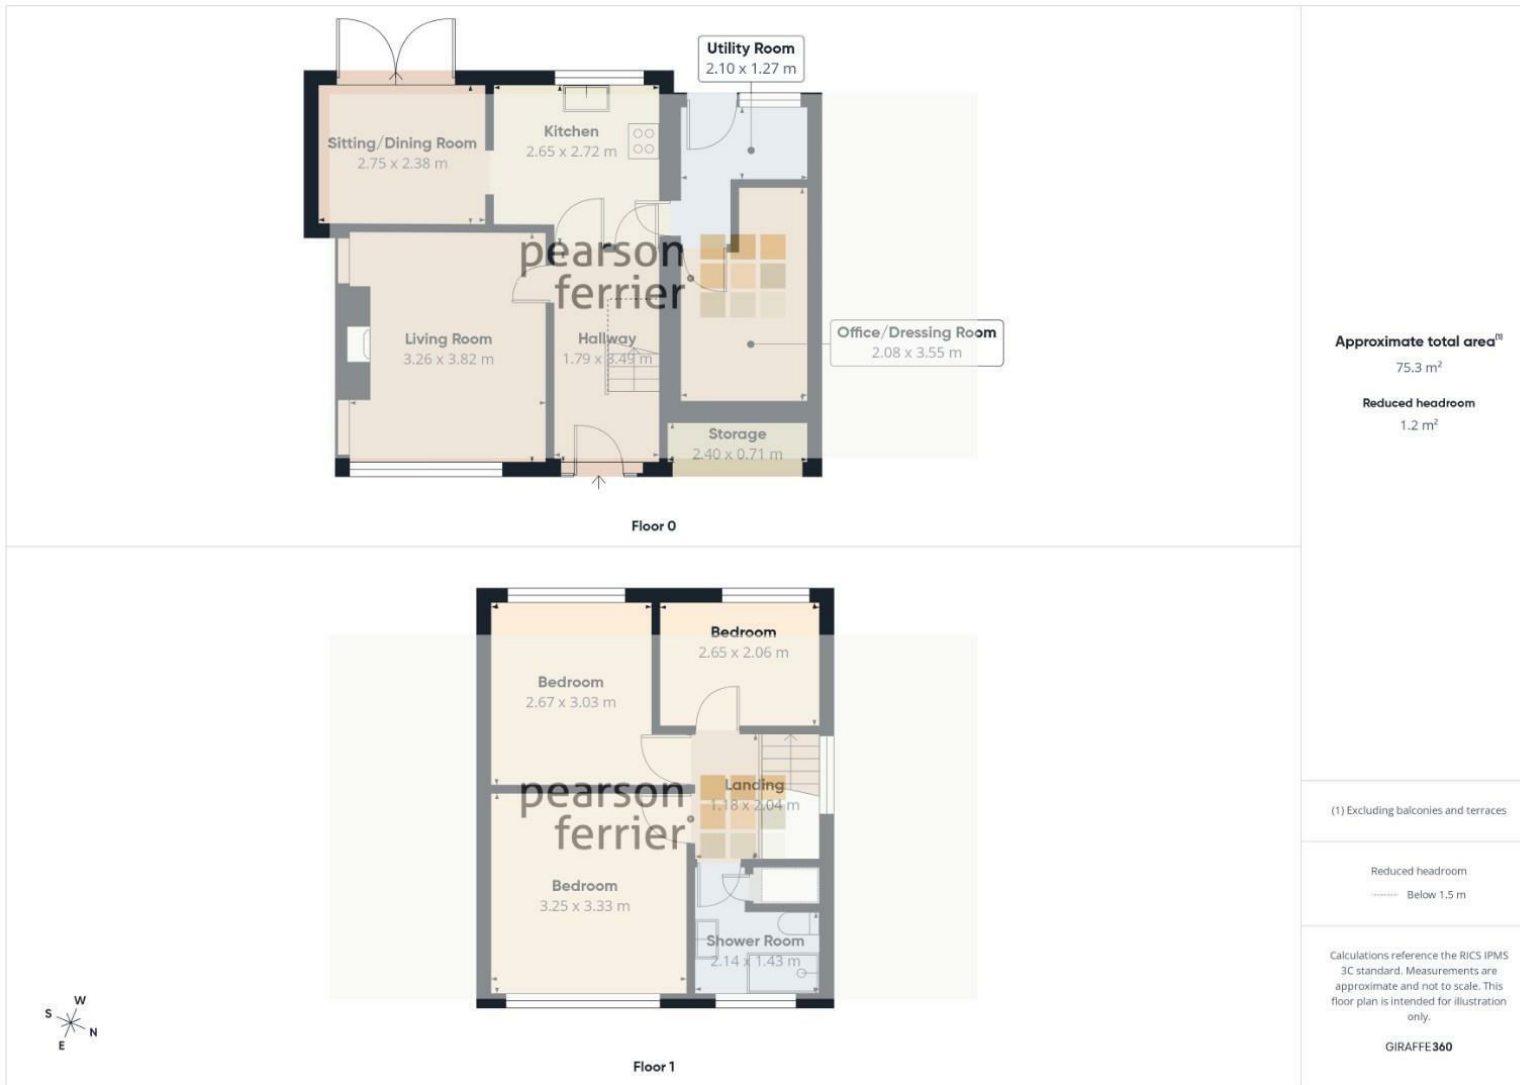 Utility Room
2.10 x 1.27 m
Kitchen
2.65 x 2.72 m
Sitting/Dining Room
2.75 x 2.38 m
pearson
ferrier
Living Room
3.26 x 3.82 m
Hallway
1.79 x 3.49 m
Office/Dressing Room
2.08 x 3.55 m
Storage
2.40 x 0.71 m
Floor 0
Bedroom
2.65 x 2.06 m
Bedroom
2.67 x 3.03 m
pearson
ferrier
Landing
1.18 x 2.04 m
Bedroom
3.25 x 3.33 m
Shower Room
2.14 x 1.43 m
W
S
N
E
Floor 1
Approximate total area(1)
75.3 m²
Reduced headroom
1.2 m²
(1) Excluding balconies and terraces
Reduced headroom
Below 1.5 m
Calculations reference the RICS IPMS
3C standard. Measurements are
approximate and not to scale. This
floor plan is intended for illustration
only.
GIRAFFE360